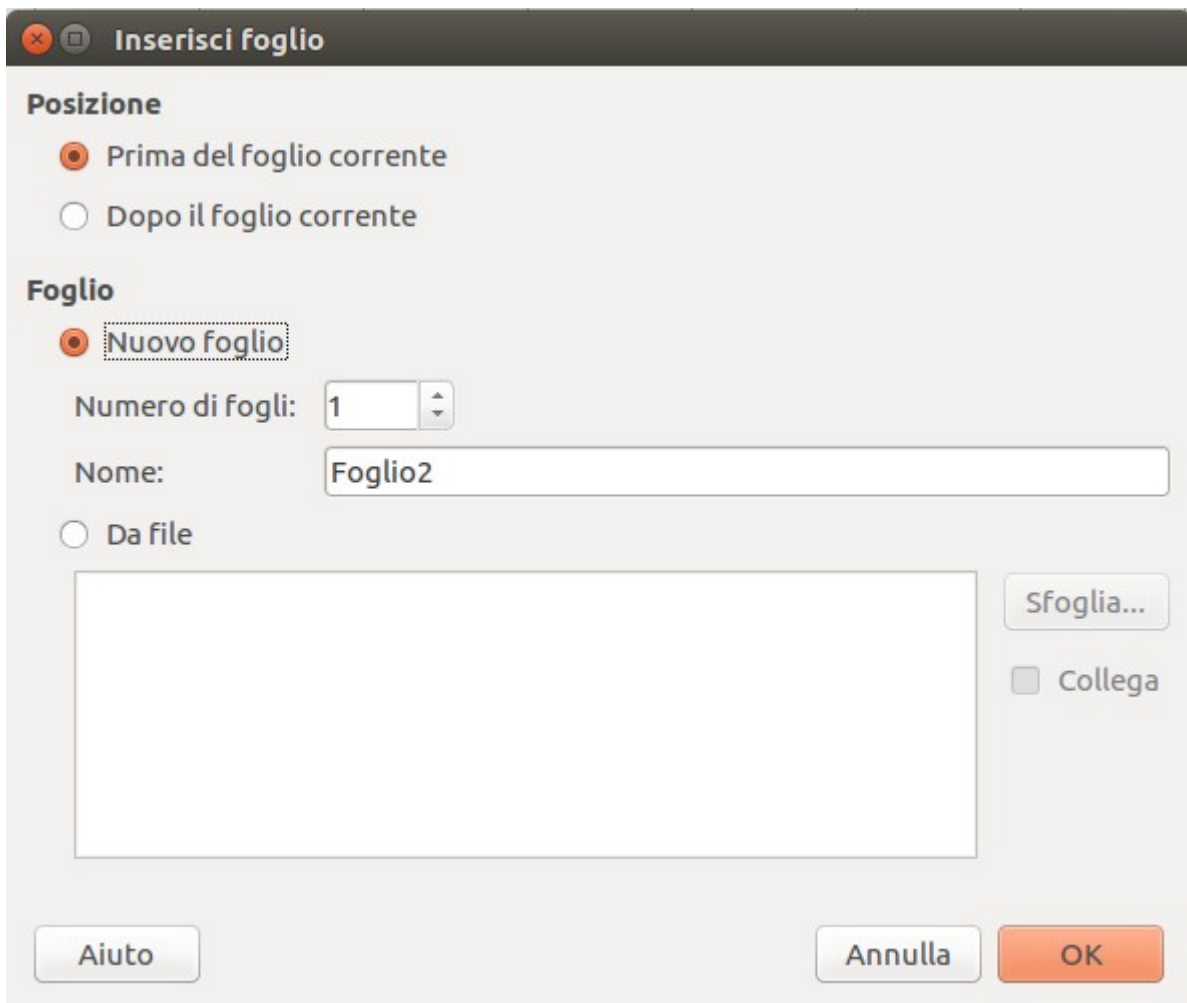 Inserisci foglio
Posizione
Prima del foglio corrente
Dopo il foglio corrente
Foglio
Nuovo foglio
Numero di fogli: 1
Nome: Foglio2
Da file
Sfoglia...
Collega
Aiuto Annulla OK